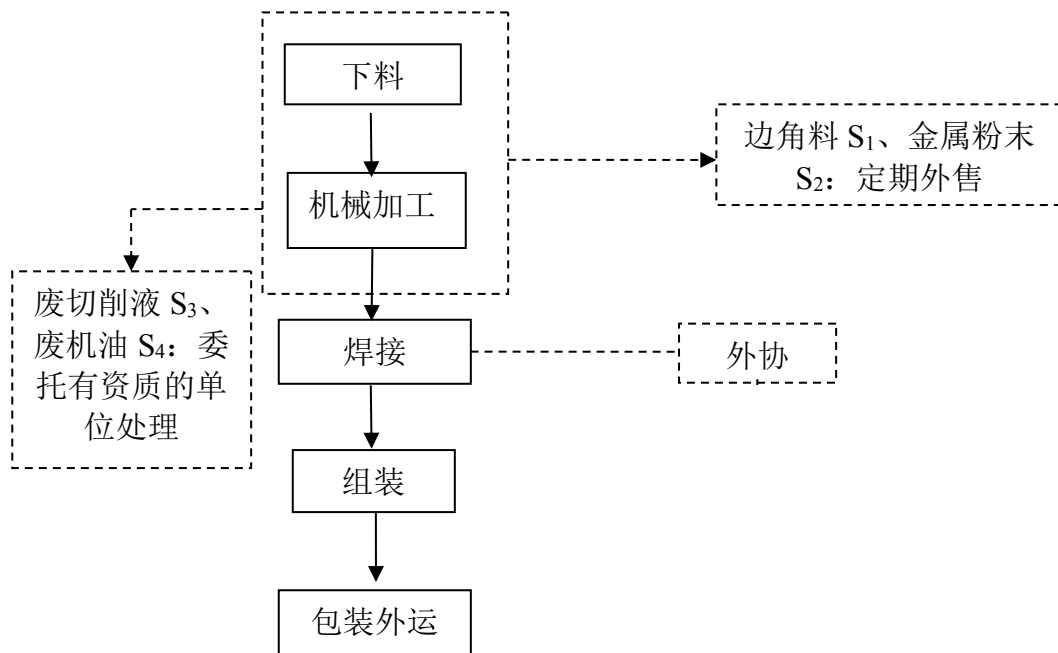 下料
边角料 S₁、金属粉末
S₂：定期外售
机械加工
废切削液 S₃、
废机油 S₄：委
托有资质的单
位处理
焊接
外协
组装
包装外运